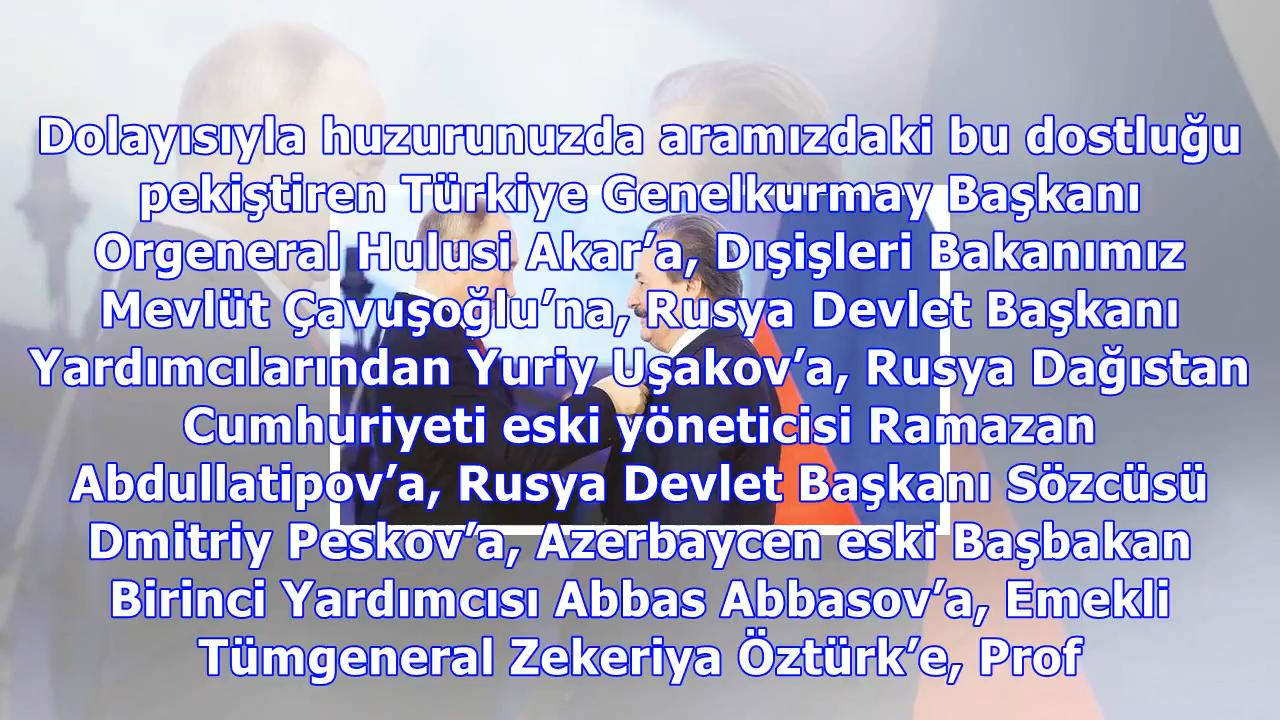 Dolayısıyla huzurunuzda aramızdaki bu dostluğu
pekiştiren Türkiye Genelkurmay Başkanı
Orgeneral Hulusi Akar’a, Dışişleri Bakanımız
Mevlüt Çavuşoğlu’na, Rusya Devlet Başkanı
Yardımcılarından Yuriy Uşakov’a, Rusya Dağıstan
Cumhuriyeti eski yöneticisi Ramazan
Abdullatipov’a, Rusya Devlet Başkanı Sözcüsü
Dmitriy Peskov’a, Azerbaycen eski Başbakan
Birinci Yardımcısı Abbas Abbasov’a, Emekli
Tümgeneral Zekeriya Öztürk’e, Prof